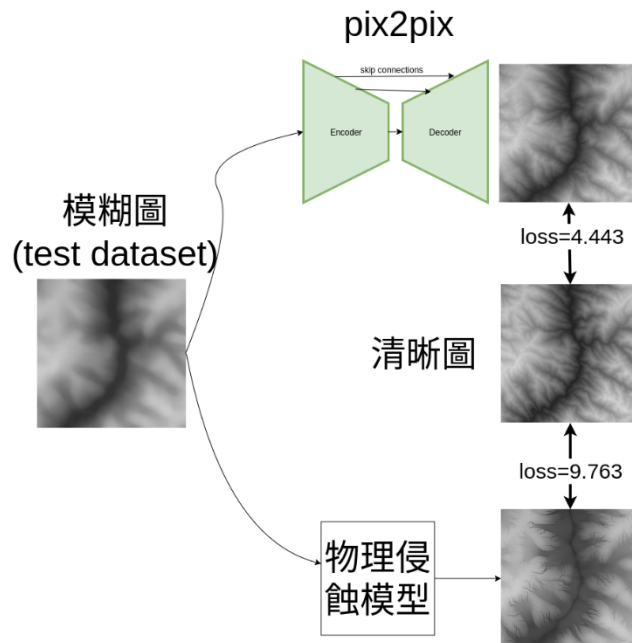 pix2pix
skip connections
Encoder
Decoder
模糊圖
(test dataset)
loss=4.443
清晰圖
loss=9.763
物理侵
蝕模型